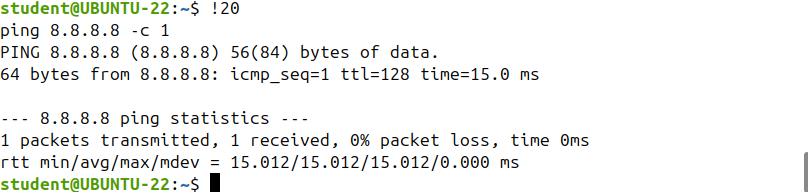 student@UBUNTU-22:~$ !20
ping 8.8.8.8 -c 1
PING 8.8.8.8 (8.8.8.8) 56(84) bytes of data.
64 bytes from 8.8.8.8: icmp_seq=1 ttl=128 time=15.0 ms

--- 8.8.8.8 ping statistics ---
1 packets transmitted, 1 received, 0% packet loss, time 0ms
rtt min/avg/max/mdev = 15.012/15.012/15.012/0.000 ms
student@UBUNTU-22:~$